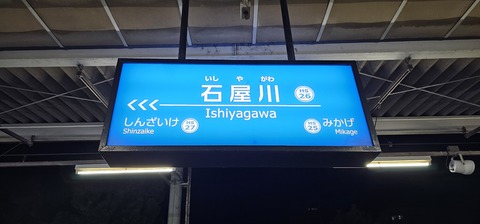 いし や がわ
石屋川 HS 26
<<< Ishiyagawa
しんざいけ HS 27 HS 25 みかげ
Shinzaike Mikage